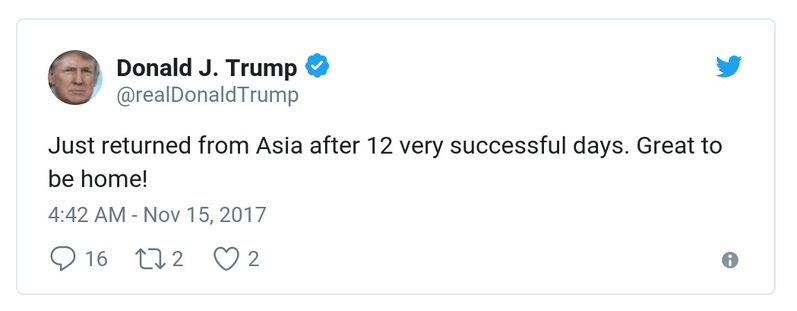 Donald J. Trump
@realDonaldTrump
Just returned from Asia after 12 very successful days. Great to
be home!
4:42 AM - Nov 15, 2017
16 2 2